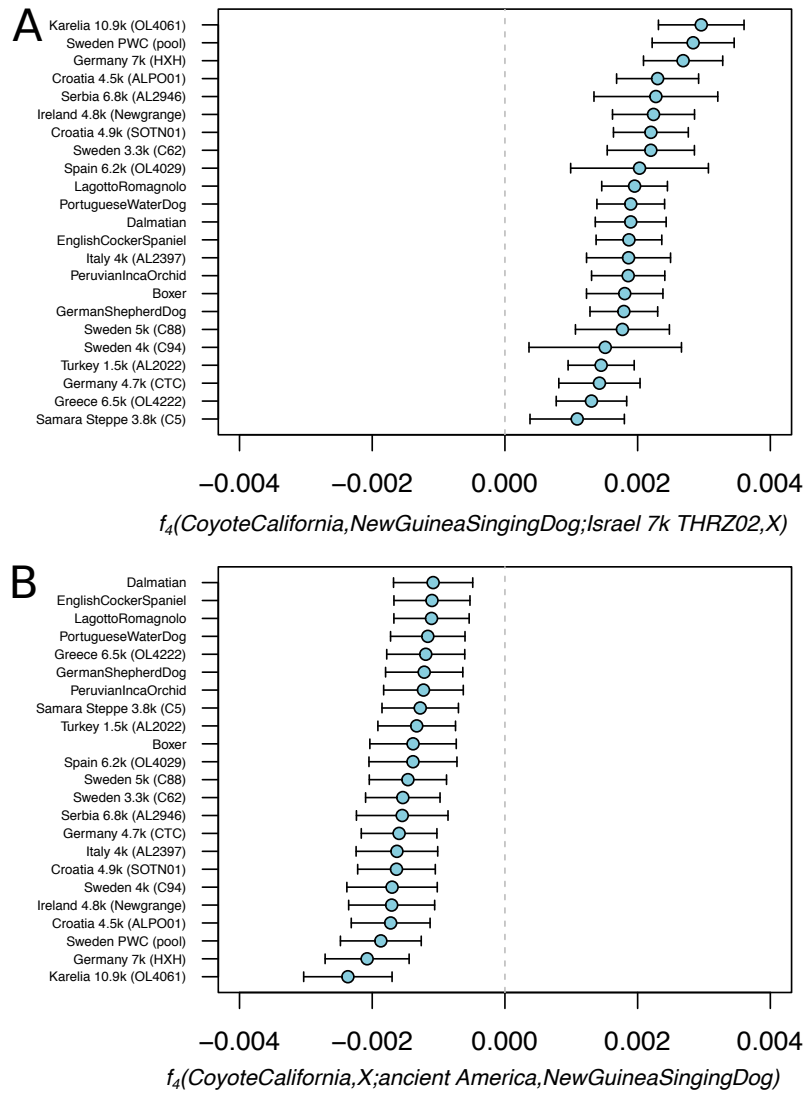 A
Karelia 10.9k (OL4061)
Sweden PWC (pool)
Germany 7k (HXH)
Croatia 4.5k (ALPO01)
Serbia 6.8k (AL2946)
Ireland 4.8k (Newgrange)
Croatia 4.9k (SOTN01)
Sweden 3.3k (C62)
Spain 6.2k (OL4029)
LagottoRomagnolo
PortugueseWaterDog
Dalmatian
EnglishCockerSpaniel
Italy 4k (AL2397)
PeruvianIncaOrchid
Boxer
GermanShepherdDog
Sweden 5k (C88)
Sweden 4k (C94)
Turkey 1.5k (AL2022)
Germany 4.7k (CTC)
Greece 6.5k (OL4222)
Samara Steppe 3.8k (C5)
−0.004 −0.002 0.000 0.002 0.004
f4(CoyoteCalifornia,NewGuineaSingingDog;Israel 7k THRZ02,X)
B
Dalmatian
EnglishCockerSpaniel
LagottoRomagnolo
PortugueseWaterDog
Greece 6.5k (OL4222)
GermanShepherdDog
PeruvianIncaOrchid
Samara Steppe 3.8k (C5)
Turkey 1.5k (AL2022)
Boxer
Spain 6.2k (OL4029)
Sweden 5k (C88)
Sweden 3.3k (C62)
Serbia 6.8k (AL2946)
Germany 4.7k (CTC)
Italy 4k (AL2397)
Croatia 4.9k (SOTN01)
Sweden 4k (C94)
Ireland 4.8k (Newgrange)
Croatia 4.5k (ALPO01)
Sweden PWC (pool)
Germany 7k (HXH)
Karelia 10.9k (OL4061)
−0.004 −0.002 0.000 0.002 0.004
f4(CoyoteCalifornia,X;ancient America,NewGuineaSingingDog)